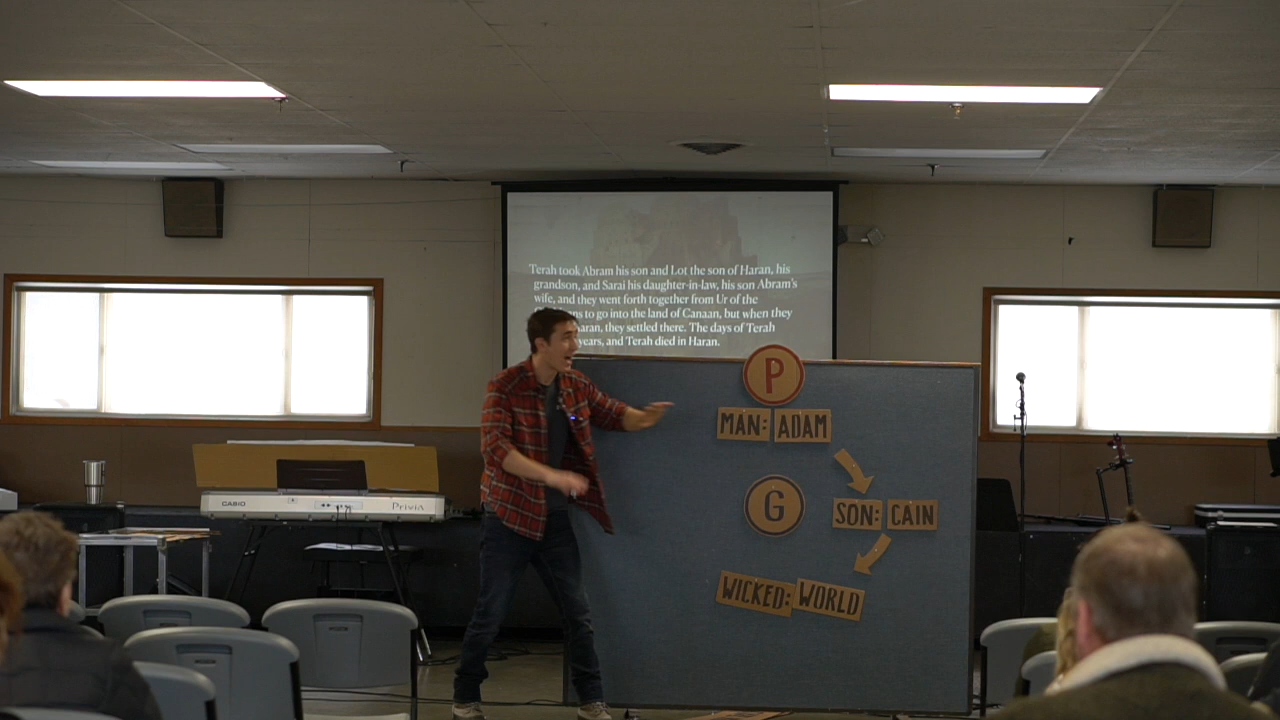 Terah took Abram his son and Lot the son of Haran, his
grandson, and Sarai his daughter-in-law, his son Abram's
wife, and they went forth together from Ur of the
to go into the land of Canaan, but when they
they settled there. The days of Terah
years, and Terah died in Haran.
P
MAN: ADAM
G
SON: CAIN
WICKED: WORLD
CASIO
Privia